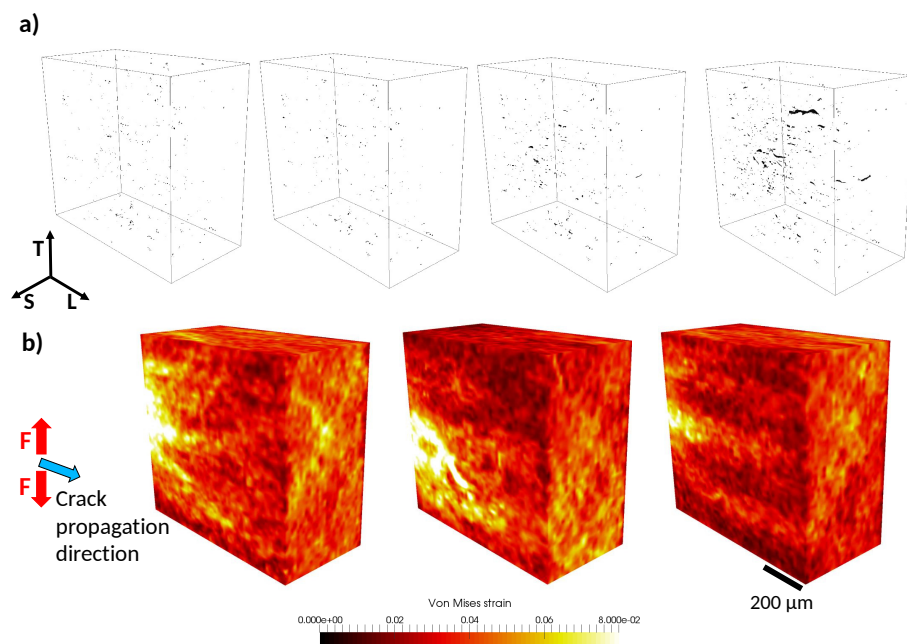 a)
T
S L
b)
F
F
Crack
propagation
direction
200 µm
Von Mises strain
0.000e+00 0.02 0.04 0.06 8.000e-02